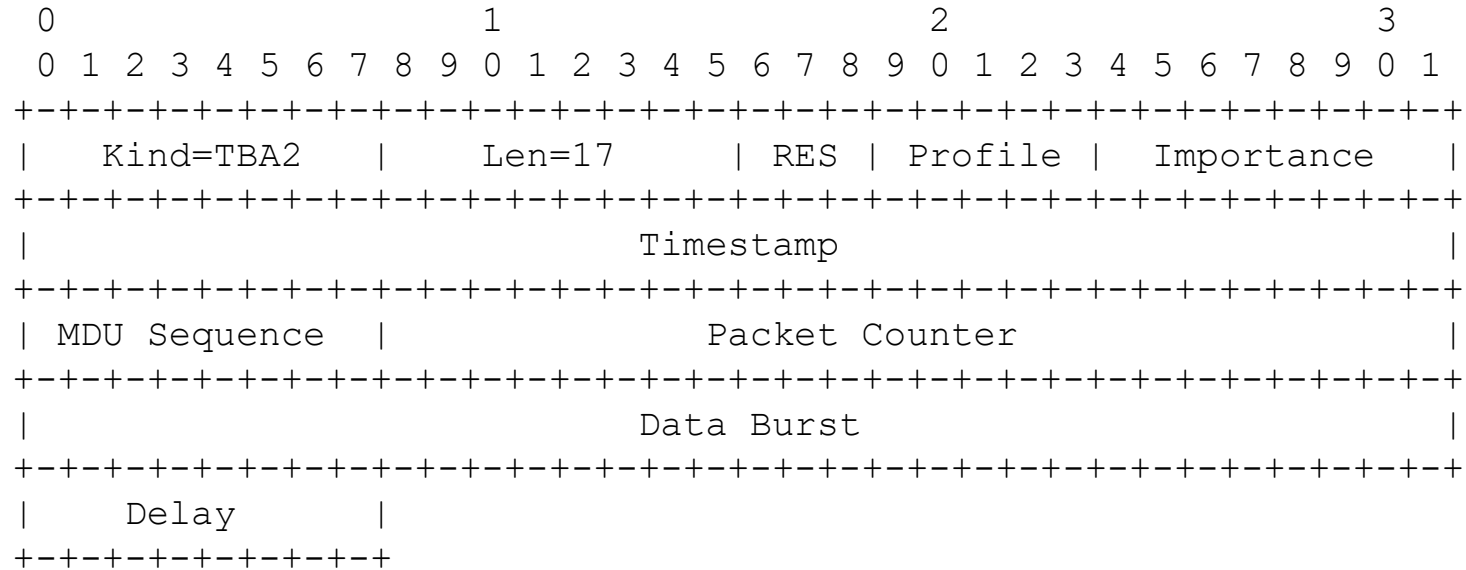 0                   1                   2                   3
 0 1 2 3 4 5 6 7 8 9 0 1 2 3 4 5 6 7 8 9 0 1 2 3 4 5 6 7 8 9 0 1
+-+-+-+-+-+-+-+-+-+-+-+-+-+-+-+-+-+-+-+-+-+-+-+-+-+-+-+-+-+-+-+-+
|   Kind=TBA2   |    Len=17     | RES | Profile |  Importance   |
+-+-+-+-+-+-+-+-+-+-+-+-+-+-+-+-+-+-+-+-+-+-+-+-+-+-+-+-+-+-+-+-+
|                           Timestamp                           |
+-+-+-+-+-+-+-+-+-+-+-+-+-+-+-+-+-+-+-+-+-+-+-+-+-+-+-+-+-+-+-+-+
| MDU Sequence  |              Packet Counter                   |
+-+-+-+-+-+-+-+-+-+-+-+-+-+-+-+-+-+-+-+-+-+-+-+-+-+-+-+-+-+-+-+-+
|                           Data Burst                          |
+-+-+-+-+-+-+-+-+-+-+-+-+-+-+-+-+-+-+-+-+-+-+-+-+-+-+-+-+-+-+-+-+
|    Delay      |
+-+-+-+-+-+-+-+-+